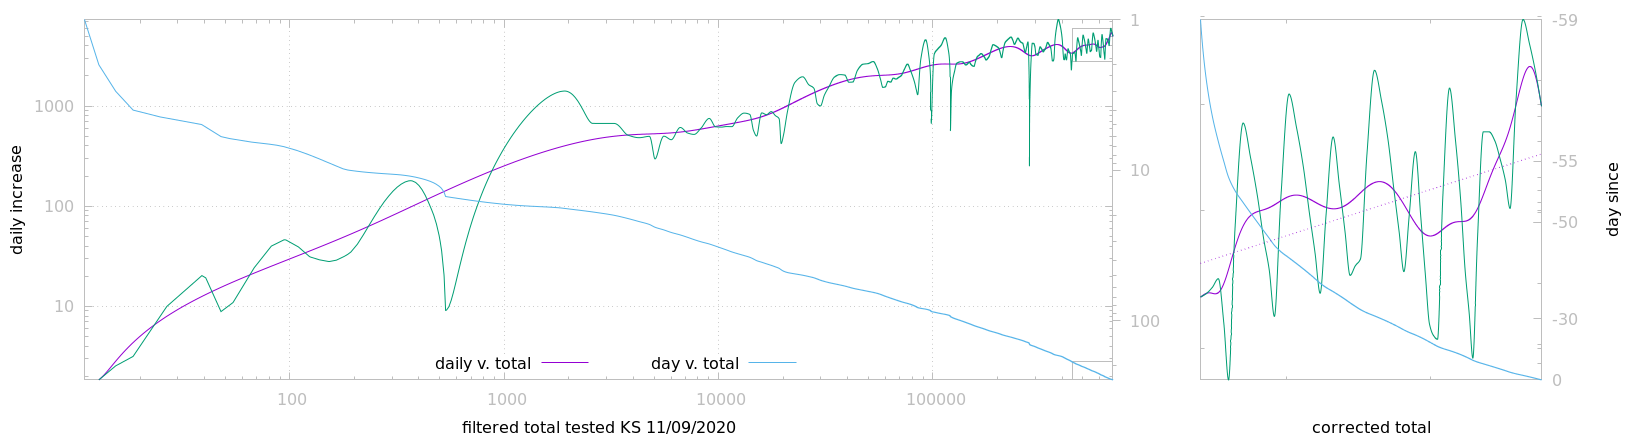 daily increase
1000
100
10
100
1000
10000
100000
filtered total tested KS 11/09/2020
daily v. total
day v. total
1
10
100
corrected total
-59
-55
-50
-30
0
day since